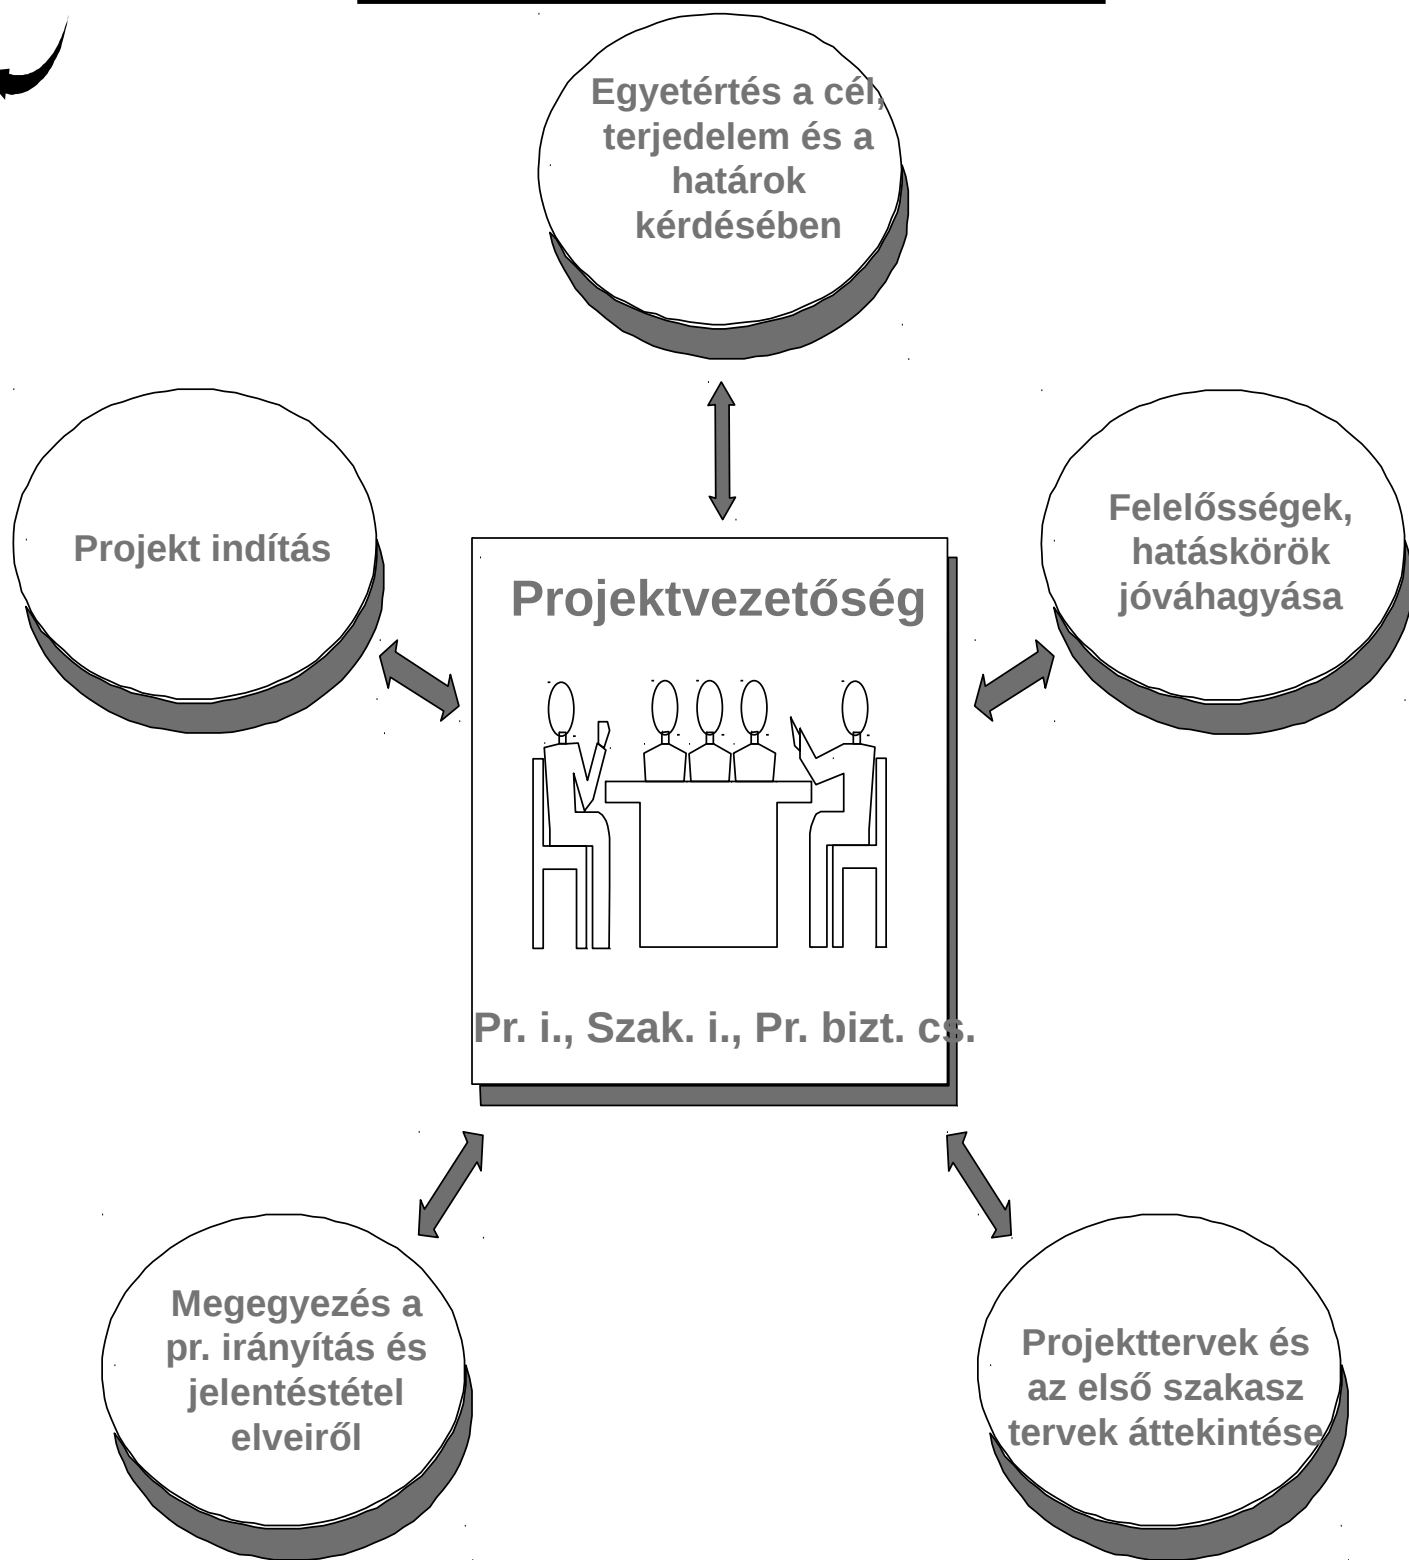 Egyetértés a cél,
terjedelem és a
határok
kérdésében
Projekt indítás
Felelősségek,
hatáskörök
jóváhagyása
Projektvezetőség
Pr. i., Szak. i., Pr. bizt. cs.
Megegyezés a
pr. irányítás és
jelentéstétel
elveiről
Projekttervek és
az első szakasz
tervek áttekintése